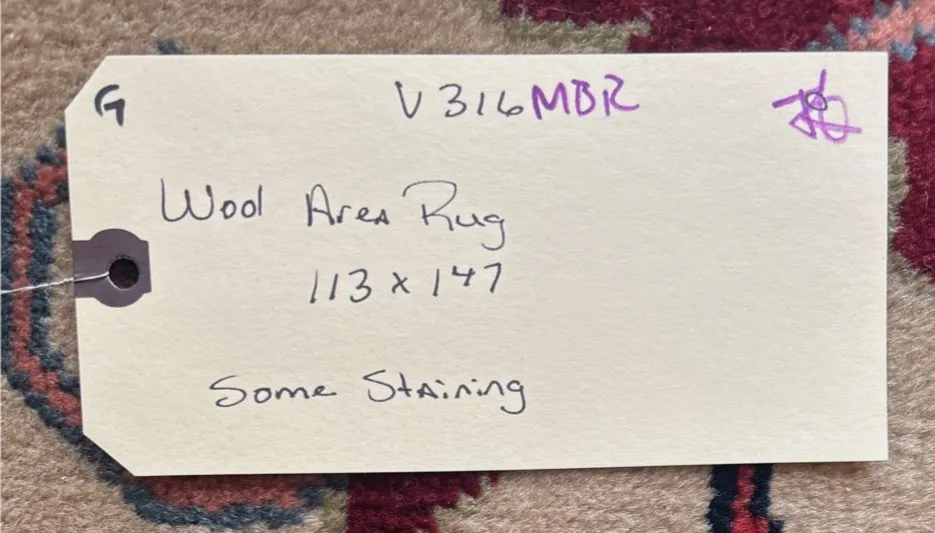 G V316MBR
Wool Area Rug
113 x 147
Some Staining